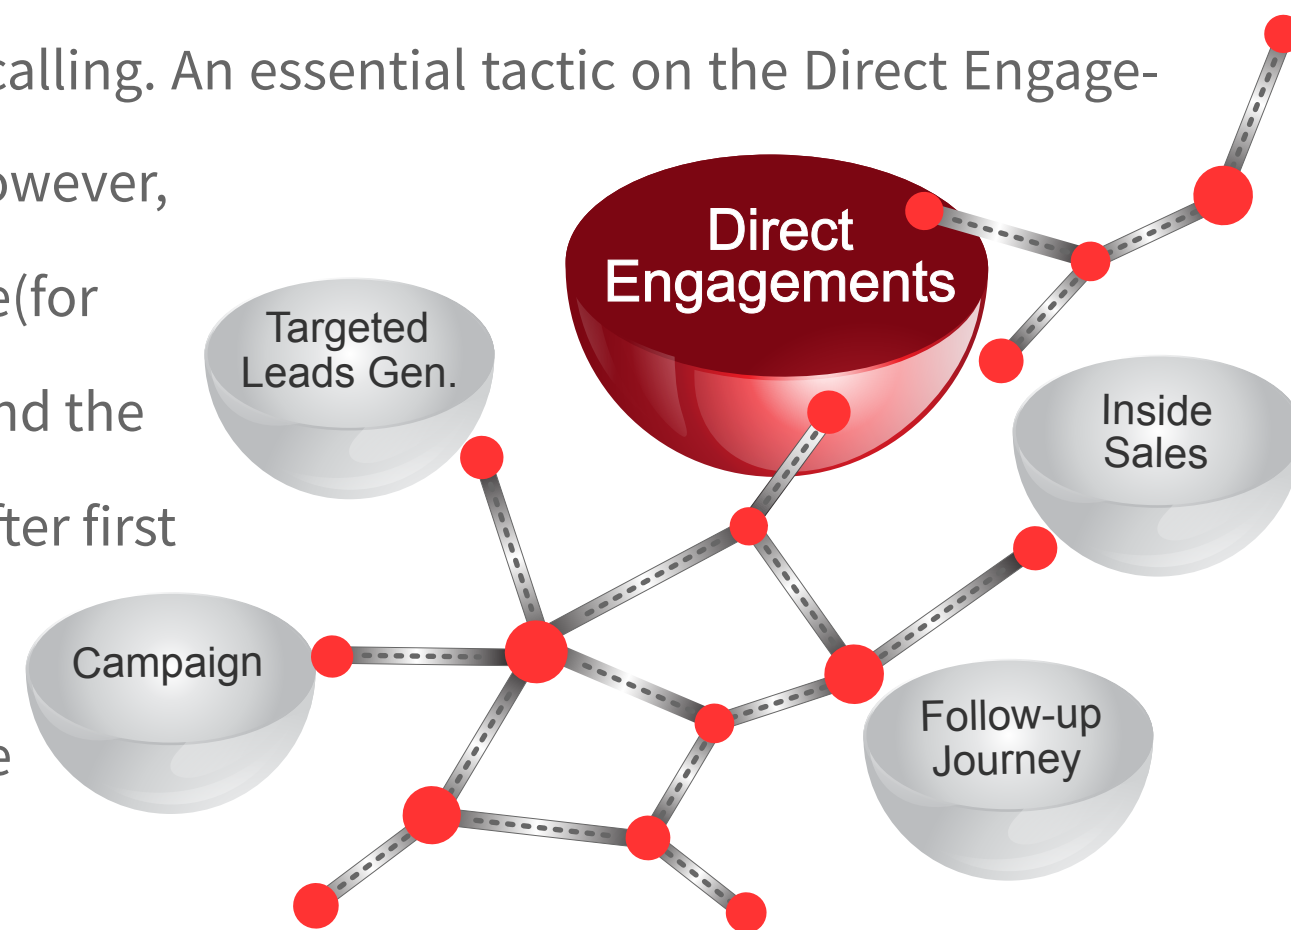 calling. An essential tactic on the Direct Engage-
owever,
Direct
Engagements
e(for
Targeted
Leads Gen.
nd the
Inside
Sales
fter first
Campaign
Follow-up
Journey
e